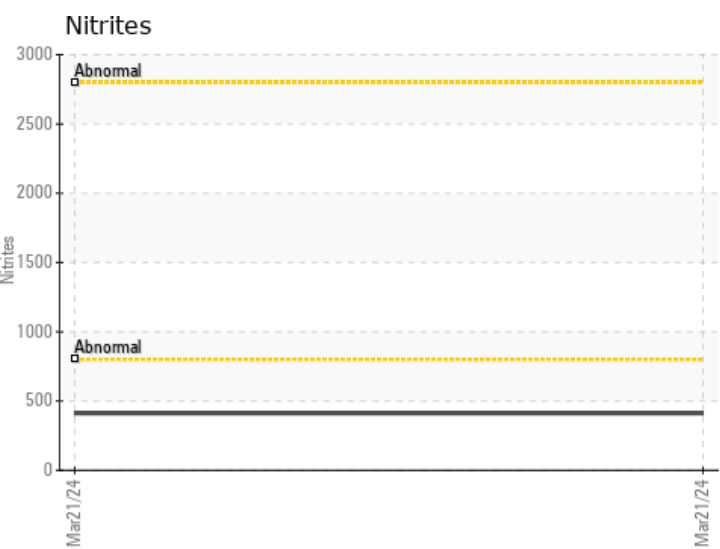 Nitrites
3000
Abnormal
2500
2000
Nitrites
1500
1000
Abnormal
500
0
Mar21/24
Mar21/24